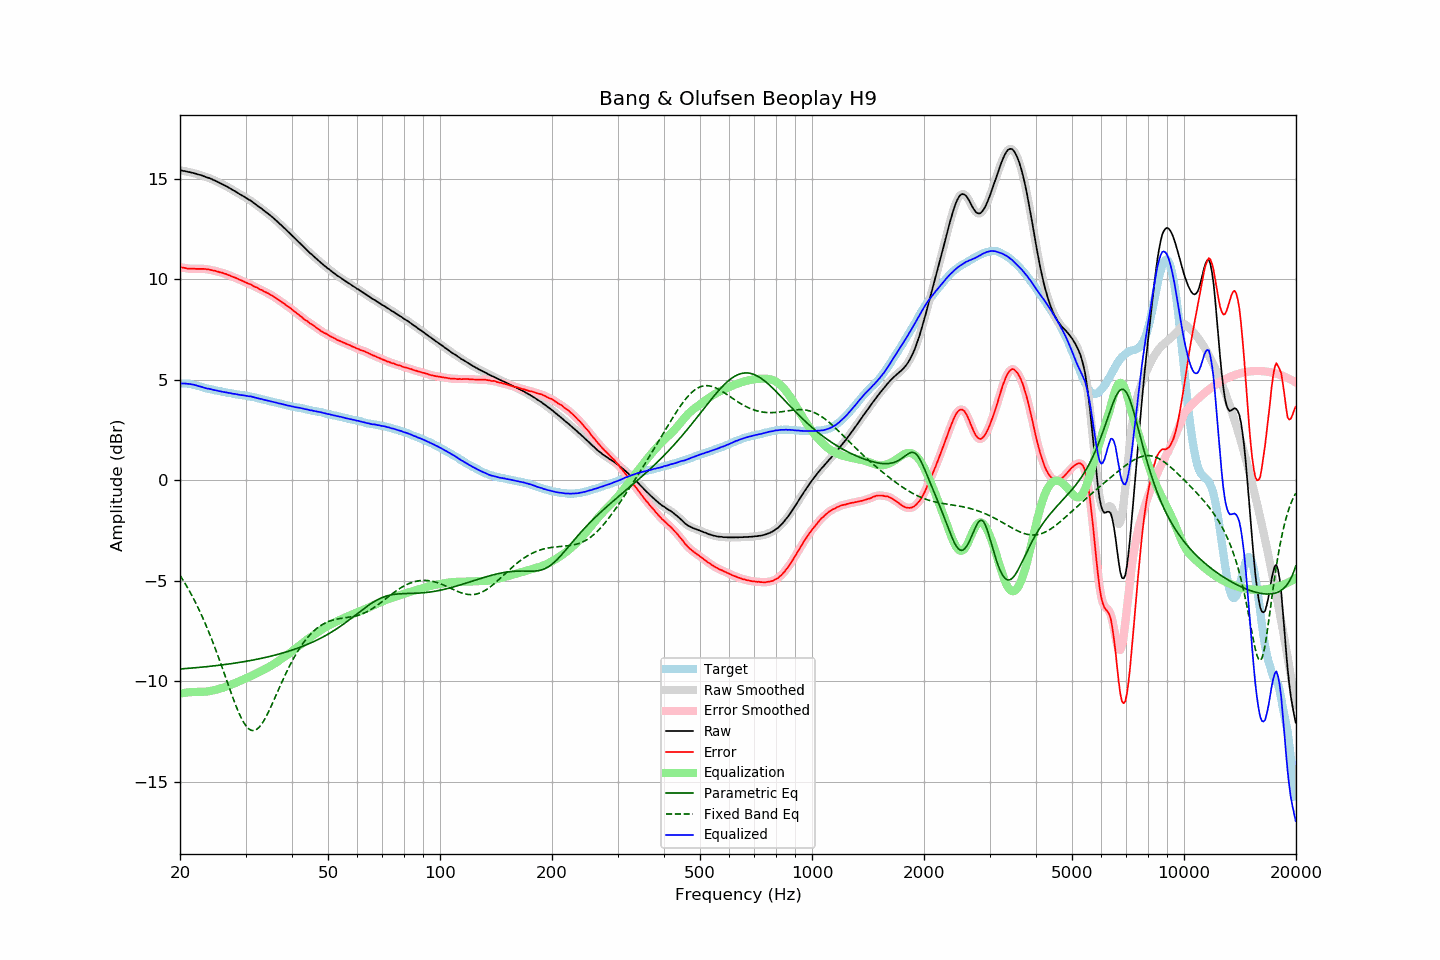 Bang & Olufsen Beoplay H9
Amplitude (dBr)
15
10
5
0
−5
−10
−15
Target
Raw Smoothed
Error Smoothed
Raw
Error
Equalization
Parametric Eq
Fixed Band Eq
Equalized
20 50 100 200 500 1000 2000 5000 10000 20000
Frequency (Hz)